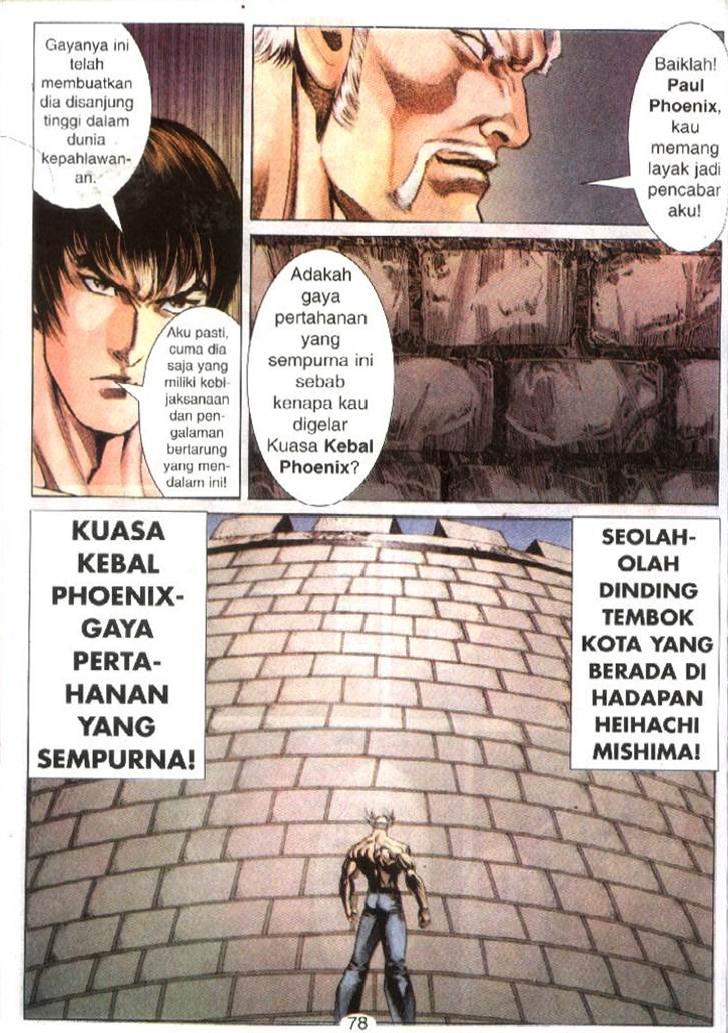 Gayanya ini
telah
membuatkan
dia disanjung
tinggi dalam
dunia
kepahlawan-
an.
Aku pasti,
cuma dia
saja yang
miliki kebi-
jaksanaan
dan pen-
galaman
bertarung
yang men-
dalam ini!
Baiklah!
Paul
Phoenix,
kau
memang
layak jadi
pencabar
aku!
Adakah
gaya
pertahanan
yang
sempurna ini
sebab
kenapa kau
digelar
Kuasa Kebal
Phoenix?
KUASA
KEBAL
PHOENIX-
GAYA
PERTA-
HANAN
YANG
SEMPURNA!
SEOLAH-
OLAH
DINDING
TEMBOK
KOTA YANG
BERADA DI
HADAPAN
HEIHACHI
MISHIMA!
78